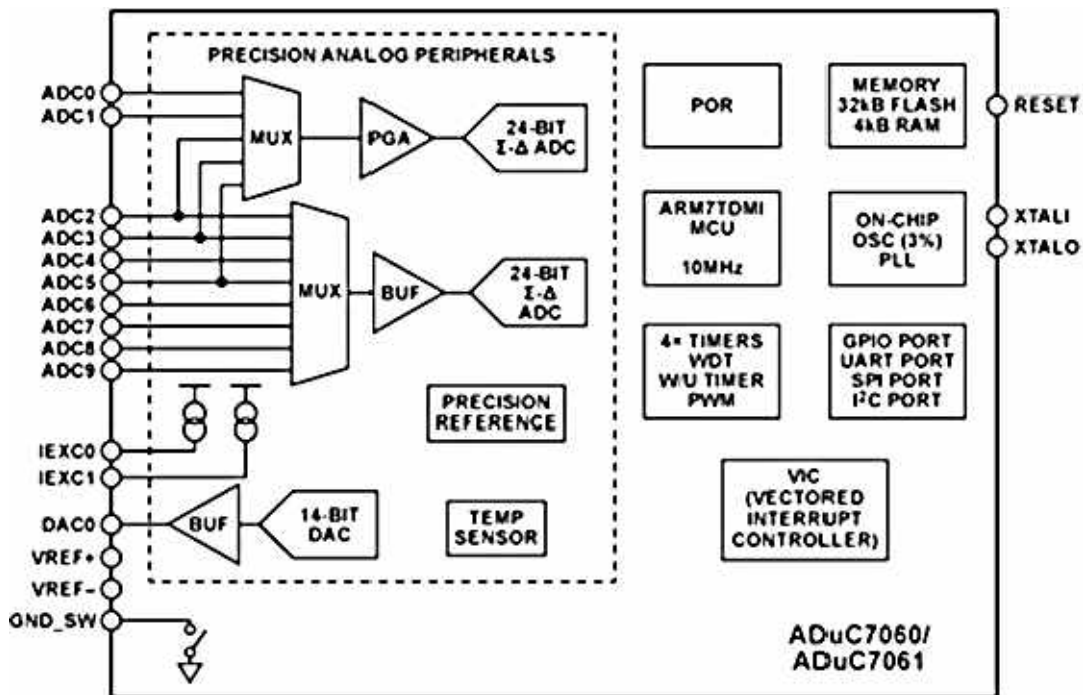 PRECISION ANALOG PERIPHERALS
ADC0
ADC1
MUX
PGA
24-BIT
Σ-Δ ADC
ADC2
ADC3
ADC4
ADC5
ADC6
ADC7
ADC8
ADC9
MUX
BUF
24-BIT
Σ-Δ
ADC
PRECISION
REFERENCE
IEXC0
IEXC1
DAC0
BUF
14-BIT
DAC
TEMP
SENSOR
VREF+
VREF−
GND_SW
POR
MEMORY
32kB FLASH
4kB RAM
RESET
ARM7TDMI
MCU
10MHz
ON-CHIP
OSC (3%)
PLL
XTALI
XTALO
4× TIMERS
WDT
W/U TIMER
PWM
GPIO PORT
UART PORT
SPI PORT
I²C PORT
VIC
(VECTORED
INTERRUPT
CONTROLLER)
ADuC7060/
ADuC7061